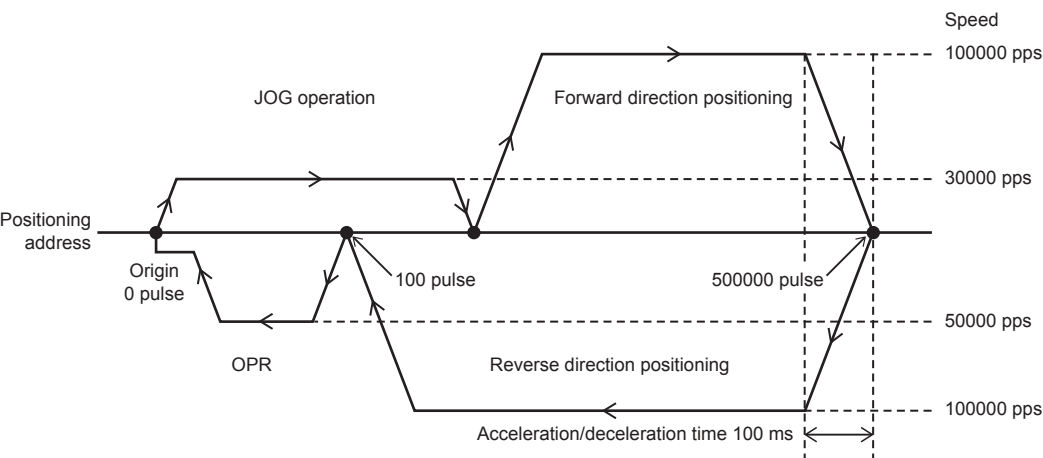 Speed
100000 pps
JOG operation
Forward direction positioning
30000 pps
Positioning
address
Origin
0 pulse
100 pulse
500000 pulse
50000 pps
OPR
Reverse direction positioning
100000 pps
Acceleration/deceleration time 100 ms